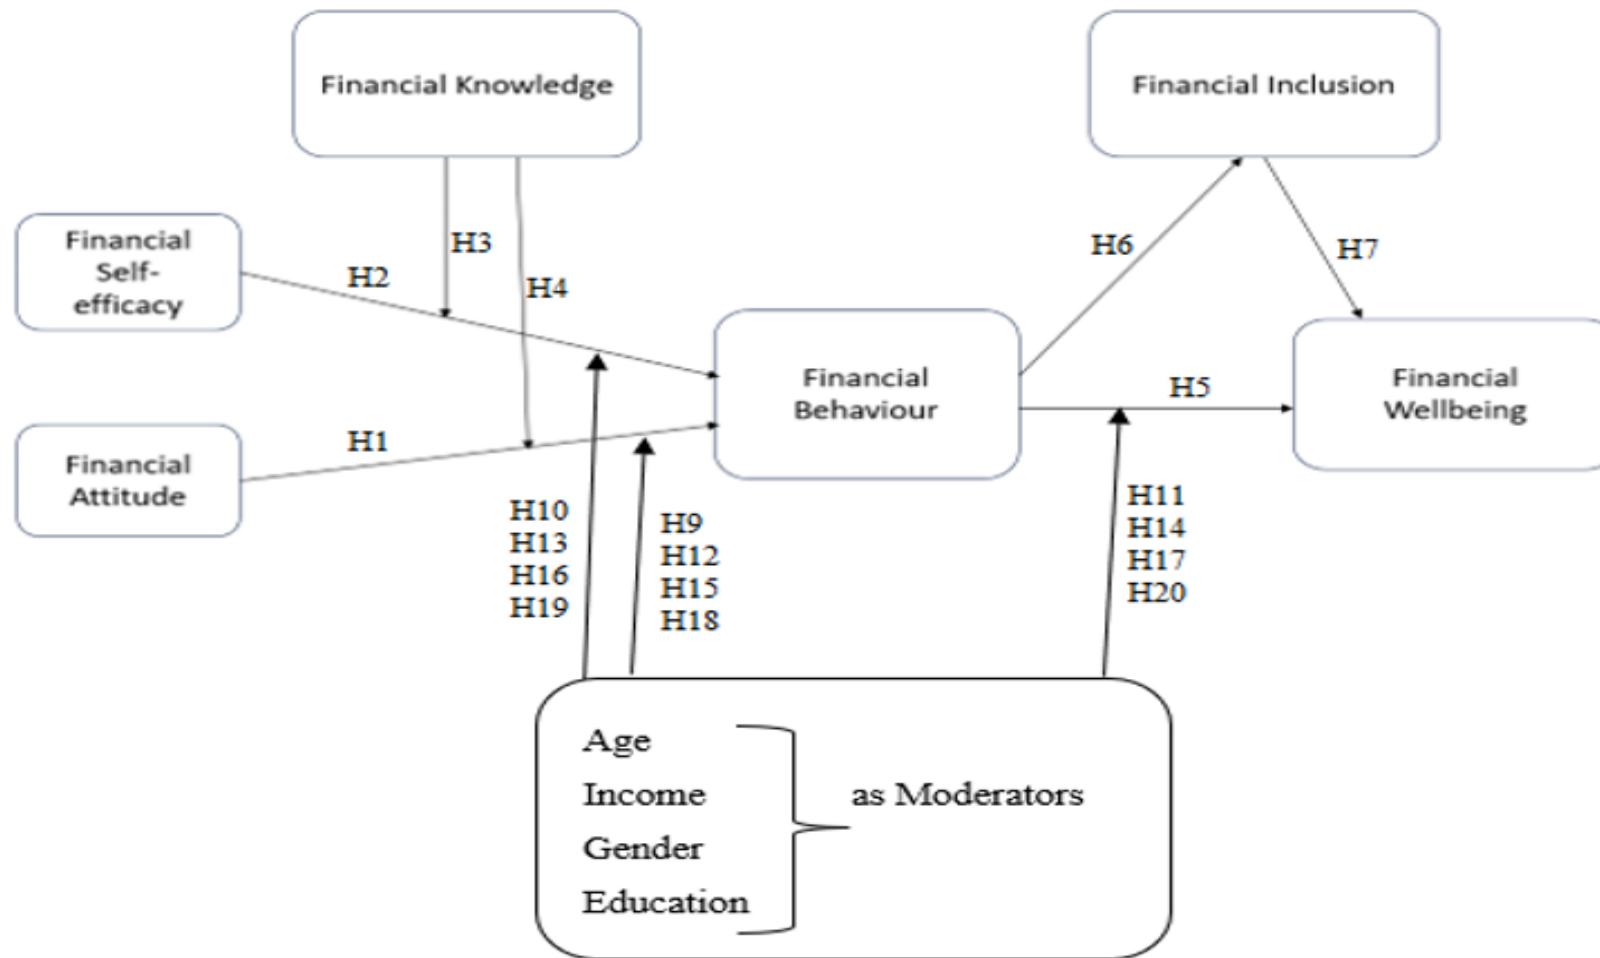 Financial Knowledge
Financial Inclusion
Financial
Self-
efficacy
H2
H3
H4
H6
H7
Financial
Behaviour
H5
Financial
Wellbeing
Financial
Attitude
H1
H10
H13
H16
H19
H9
H12
H15
H18
H11
H14
H17
H20
Age
Income
Gender
Education
as Moderators